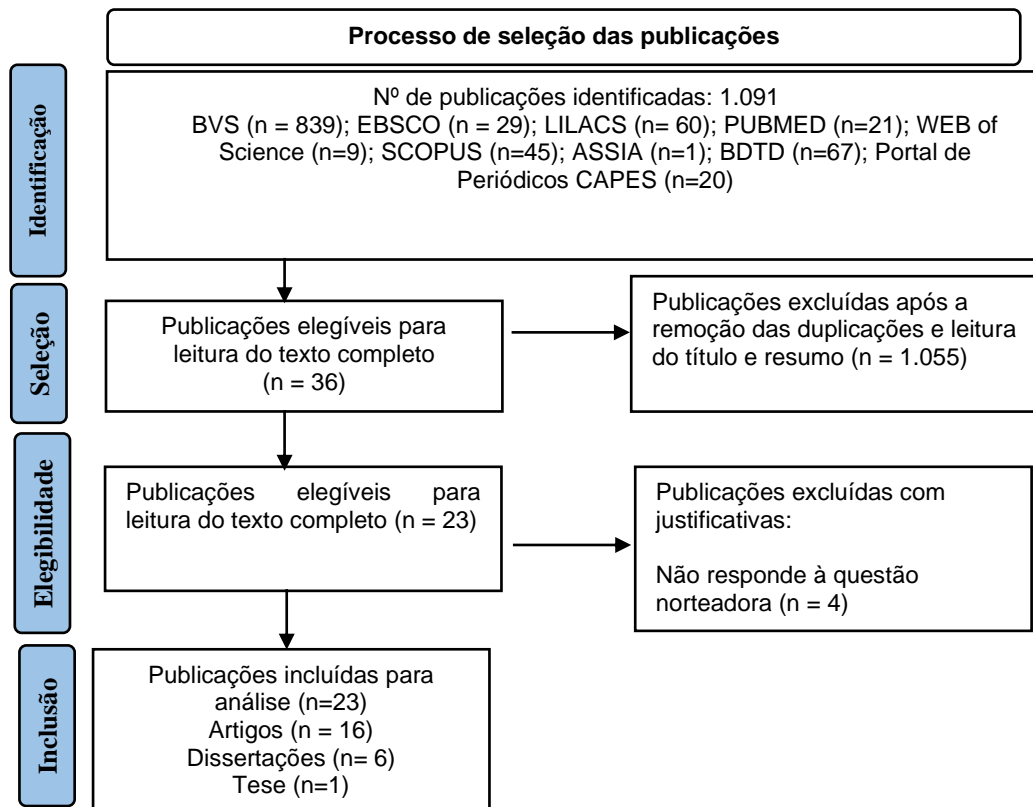 Processo de seleção das publicações
Identificação
Nº de publicações identificadas: 1.091
BVS (n = 839); EBSCO (n = 29); LILACS (n= 60); PUBMED (n=21); WEB of
Science (n=9); SCOPUS (n=45); ASSIA (n=1); BDTD (n=67); Portal de
Periódicos CAPES (n=20)
Seleção
Publicações elegíveis para
leitura do texto completo
(n = 36)
Publicações excluídas após a
remoção das duplicações e leitura
do título e resumo (n = 1.055)
Elegibilidade
Publicações elegíveis para
leitura do texto completo (n = 23)
Publicações excluídas com
justificativas:
Não responde à questão
norteadora (n = 4)
Inclusão
Publicações incluídas para
análise (n=23)
Artigos (n = 16)
Dissertações (n= 6)
Tese (n=1)